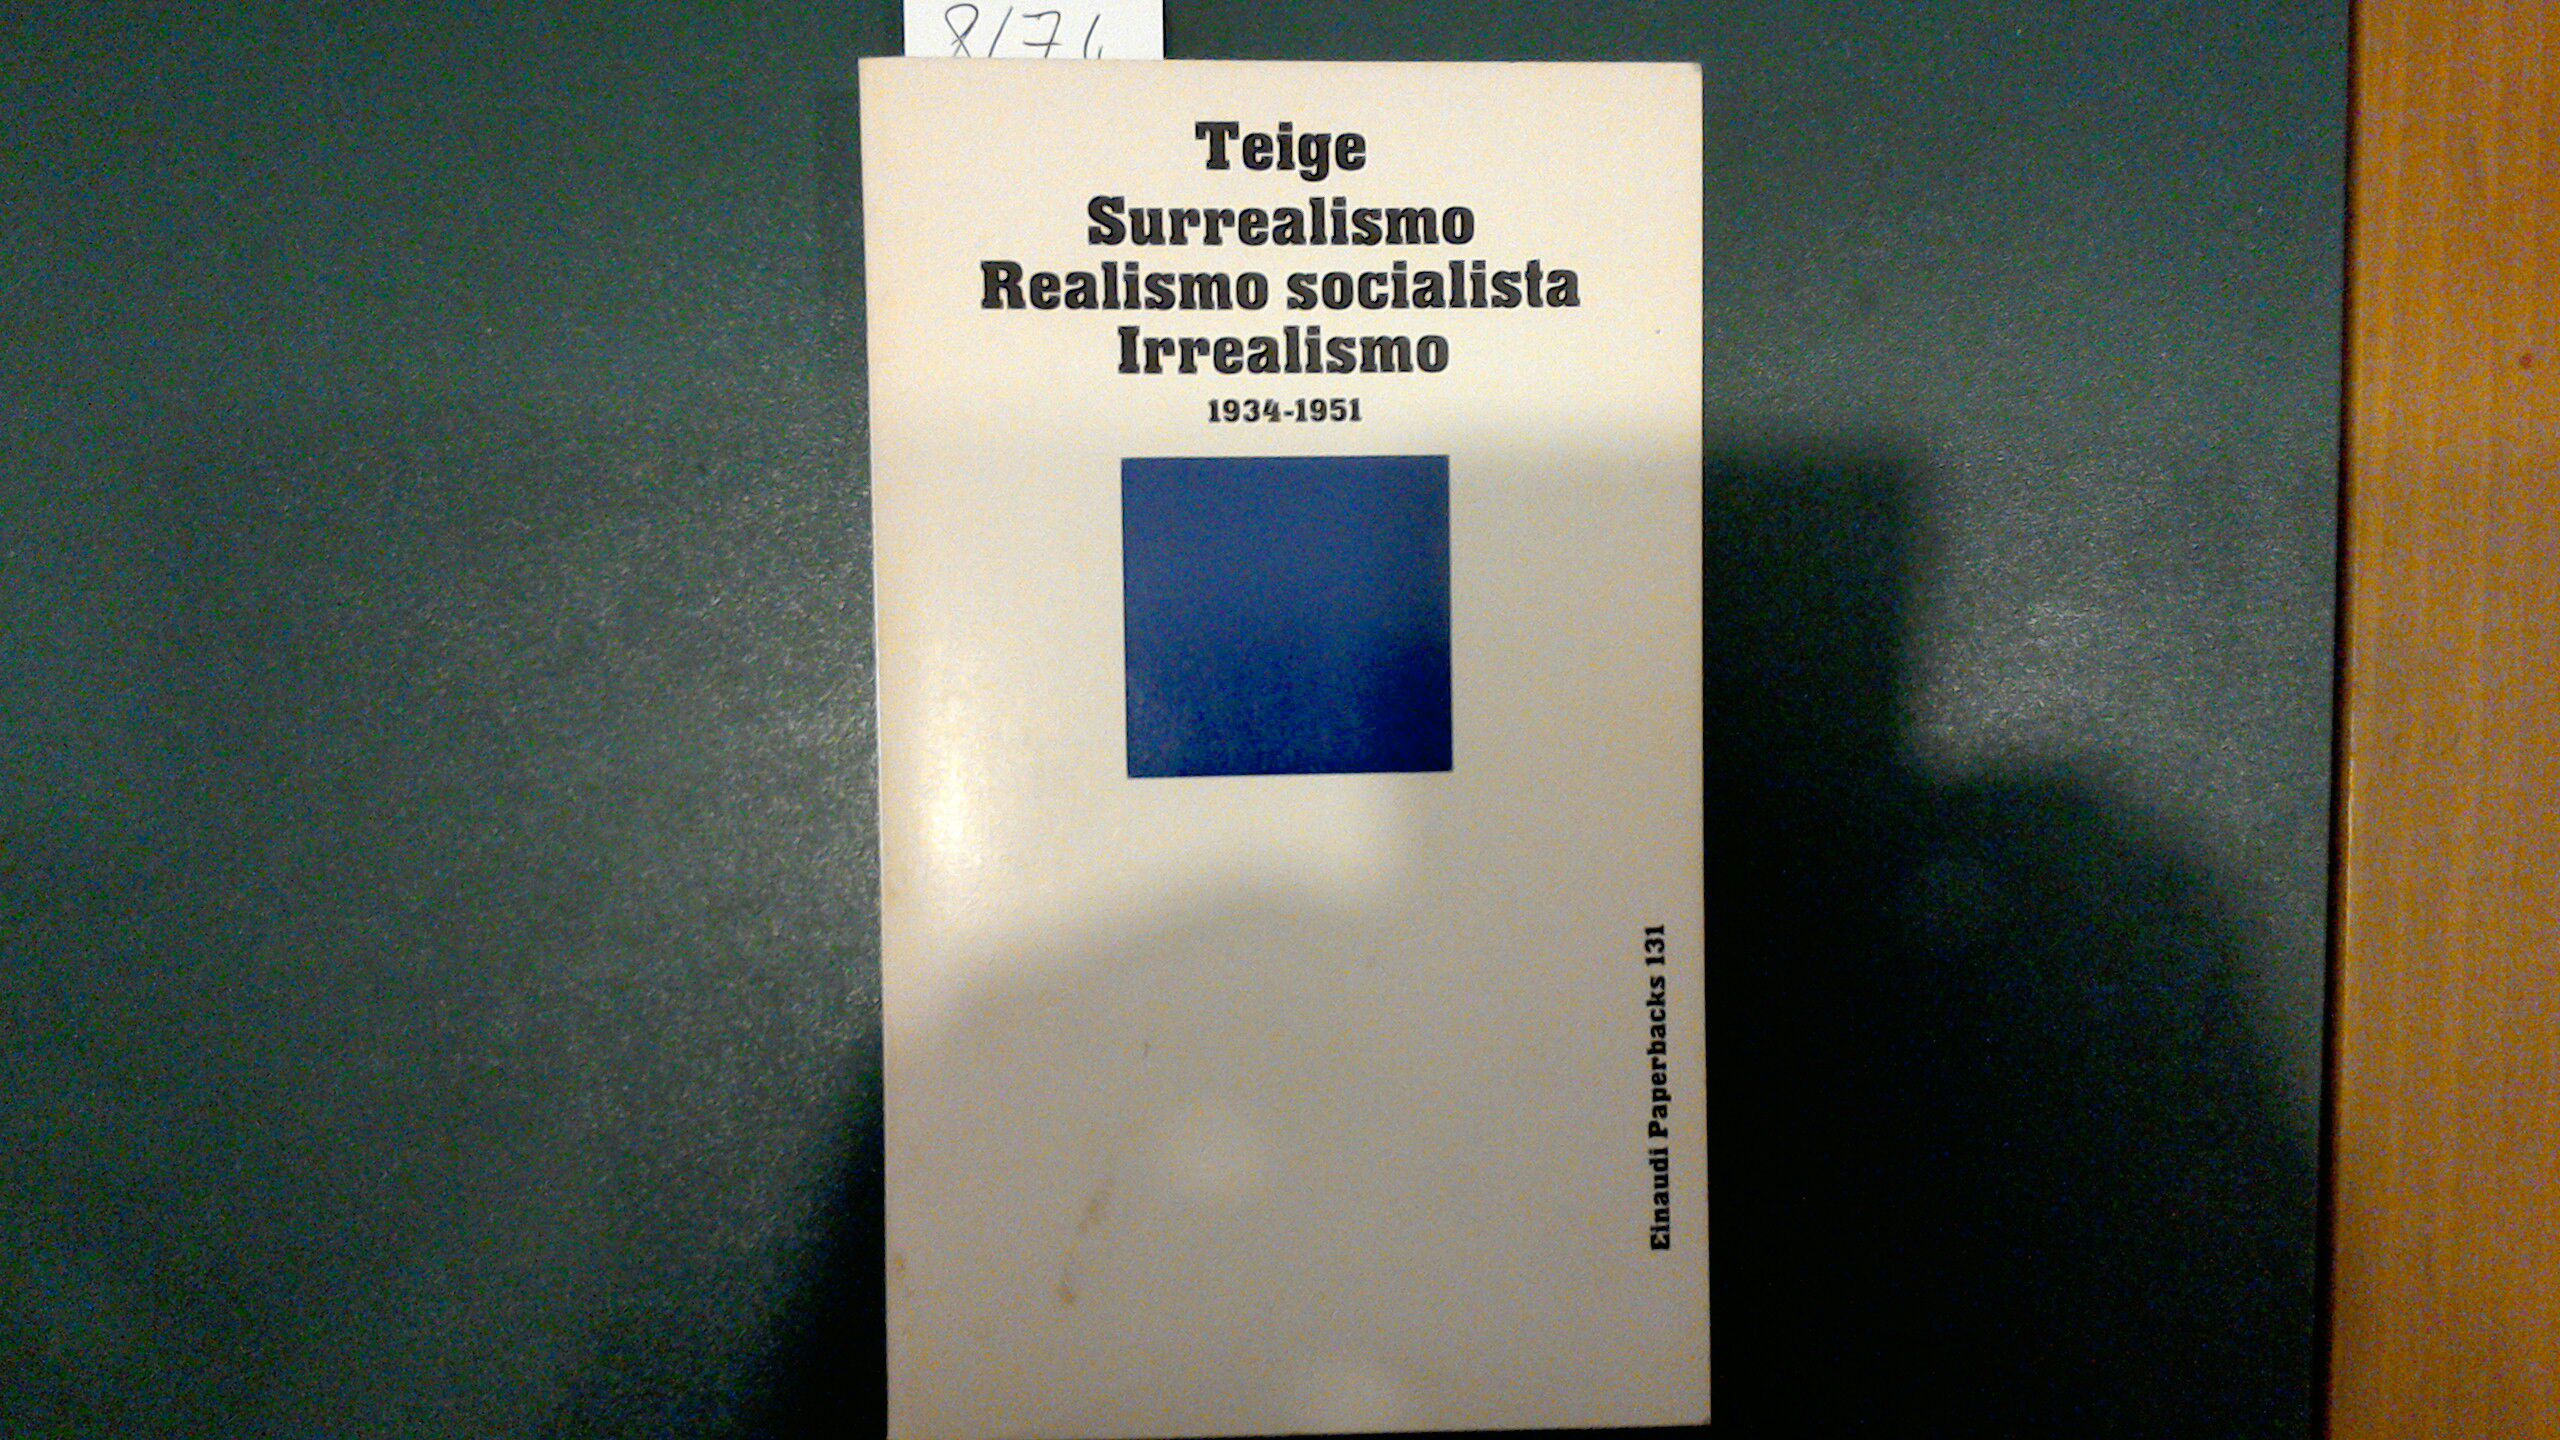 Teige
Surrealismo
Realismo socialista
Irrealismo
1934-1951
Einaudi Paperbacks 131